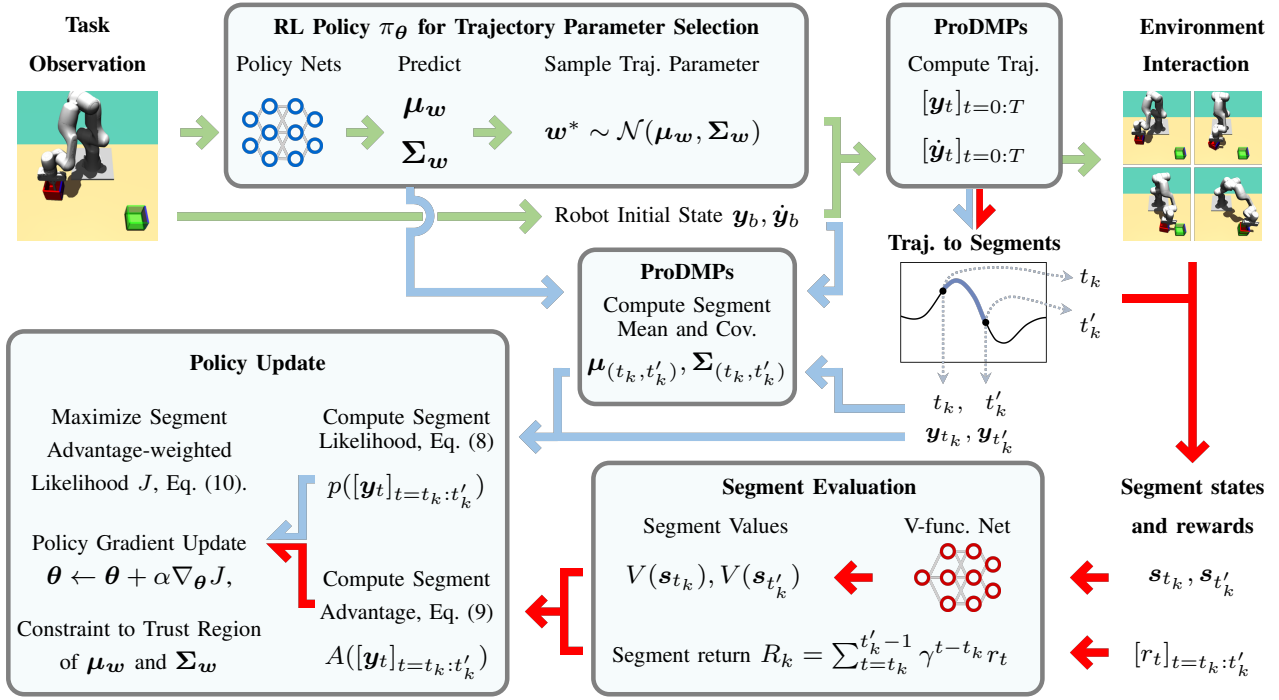 Task
Observation
RL Policy π_θ for Trajectory Parameter Selection
Policy Nets
Predict
μ_w
Σ_w
Sample Traj. Parameter
w* ∼ N(μ_w, Σ_w)
Robot Initial State y_b, ẏ_b
ProDMPs
Compute Traj.
[y_t]_{t=0:T}
[ẏ_t]_{t=0:T}
Environment
Interaction
Traj. to Segments
t_k
t'_k
t_k, t'_k
y_{t_k}, y_{t'_k}
ProDMPs
Compute Segment
Mean and Cov.
μ_{(t_k,t'_k)}, Σ_{(t_k,t'_k)}
Policy Update
Maximize Segment
Advantage-weighted
Likelihood J, Eq. (10).
Policy Gradient Update
θ ← θ + α∇_θ J,
Constraint to Trust Region
of μ_w and Σ_w
Compute Segment
Likelihood, Eq. (8)
p([y_t]_{t=t_k:t'_k})
Compute Segment
Advantage, Eq. (9)
A([y_t]_{t=t_k:t'_k})
Segment Evaluation
Segment Values
V(s_{t_k}), V(s_{t'_k})
V-func. Net
Segment return R_k = ∑_{t=t_k}^{t'_k−1} γ^{t−t_k} r_t
Segment states
and rewards
s_{t_k}, s_{t'_k}
[r_t]_{t=t_k:t'_k}